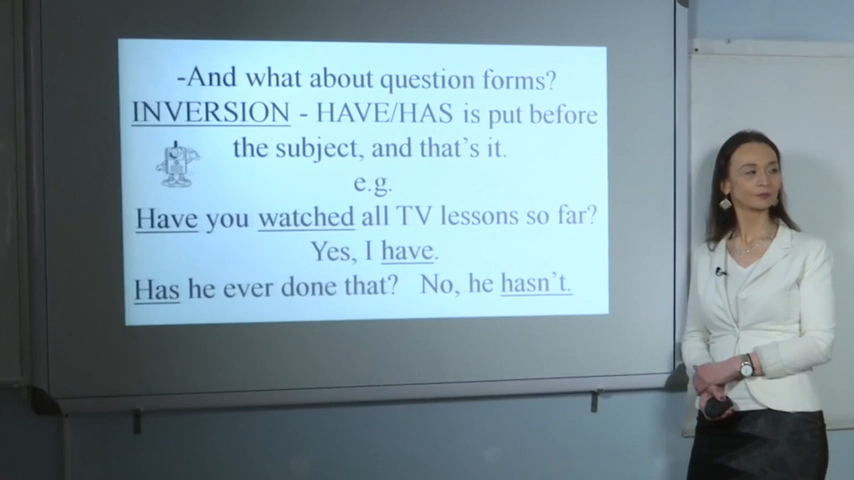 -And what about question forms?
INVERSION - HAVE/HAS is put before
the subject, and that's it.
e.g.
Have you watched all TV lessons so far?
Yes, I have.
Has he ever done that? No, he hasn't.